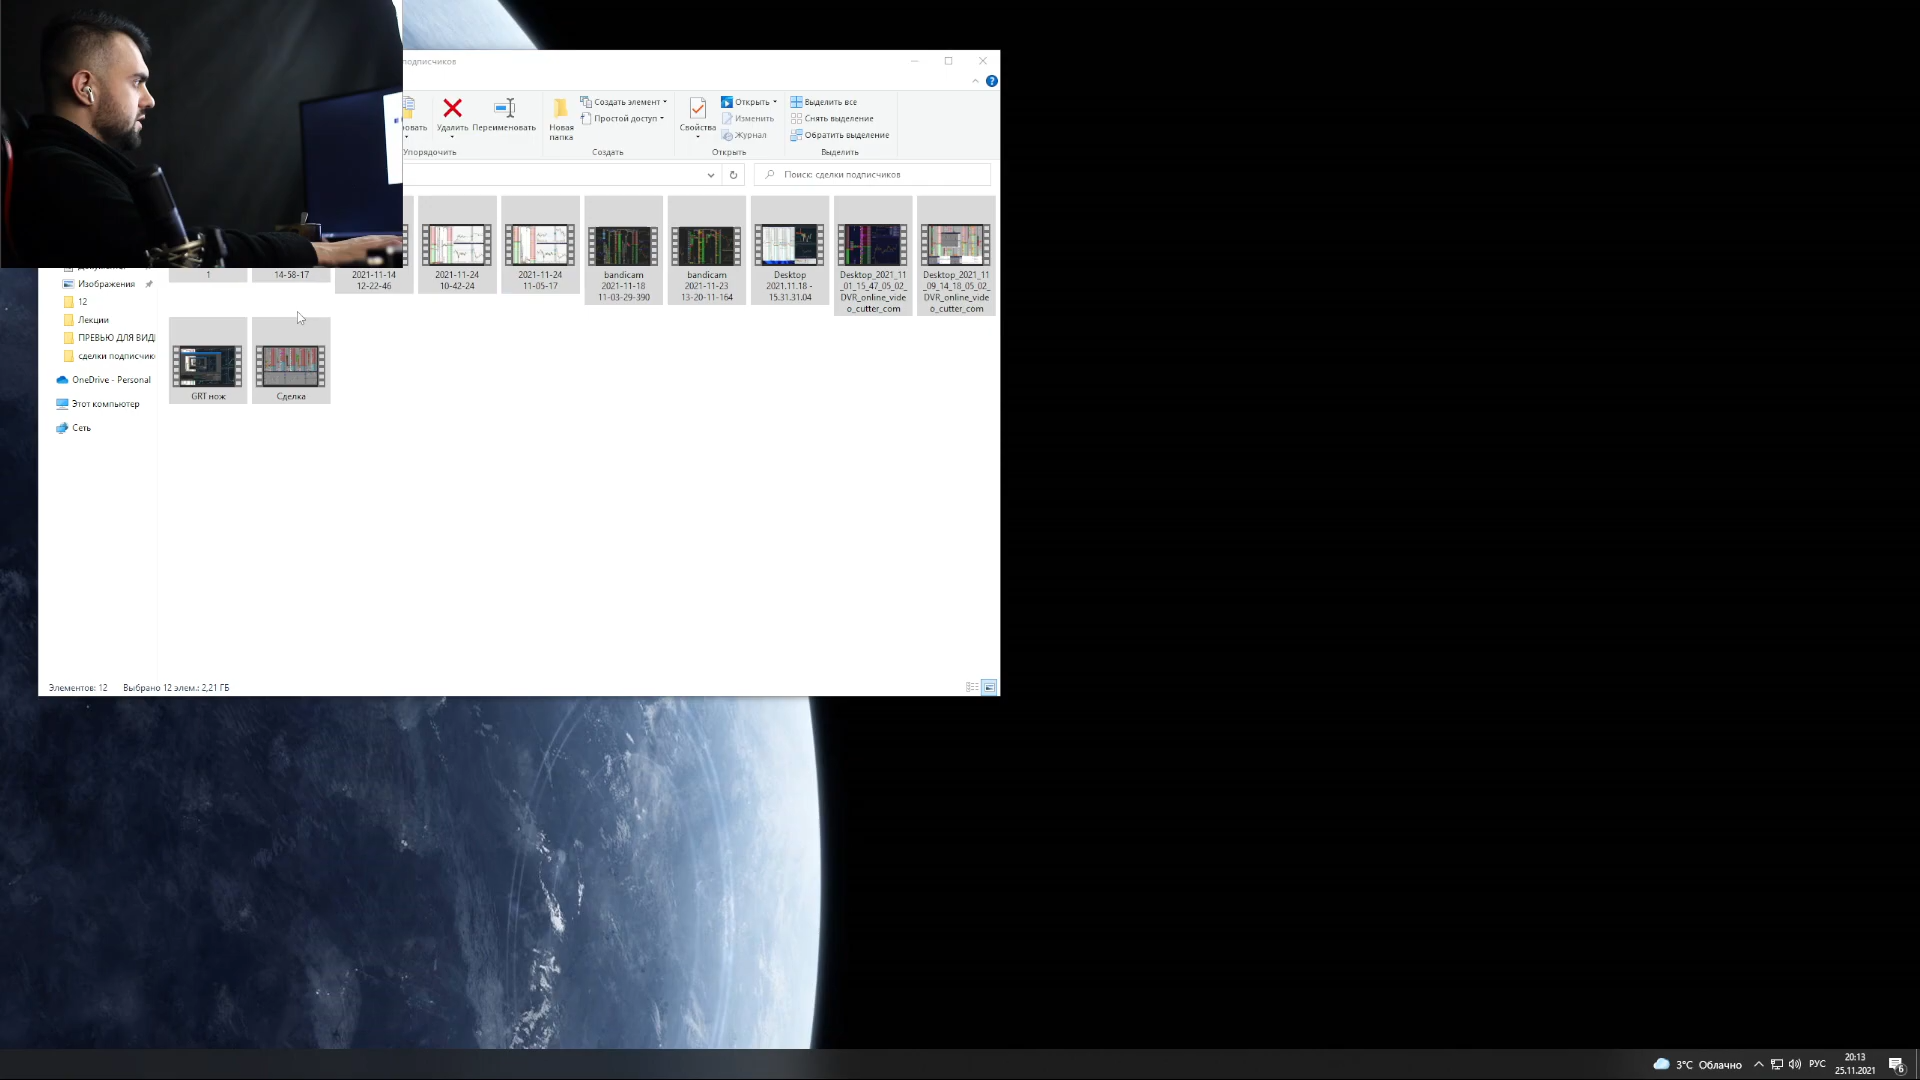 подписчиков
Удалить
Переименовать
Упорядочить
Новая
папка
Создать элемент
Простой доступ
Создать
Свойства
Открыть
Изменить
Журнал
Открыть
Выделить все
Снять выделение
Обратить выделение
Выделить
Поиск: сделки подписчиков
1
14-58-17
2021-11-14
12-22-46
2021-11-24
10-42-24
2021-11-24
11-05-17
bandicam
2021-11-18
11-03-29-390
bandicam
2021-11-23
13-20-11-164
Desktop
2021.11.18 -
15.31.31.04
Desktop_2021_11
_01_15_47_05_02_
DVR_online_vide
o_cutter_com
Desktop_2021_11
_09_14_18_05_02_
DVR_online_vide
o_cutter_com
GRT нож
Сделка
Изображения
12
Лекции
ПРЕВЬЮ ДЛЯ ВИД
сделки подписчик
OneDrive - Personal
Этот компьютер
Сеть
Элементов: 12 Выбрано 12 элем.: 2,21 ГБ
3°C Облачно
РУС
20:13
25.11.2021
6